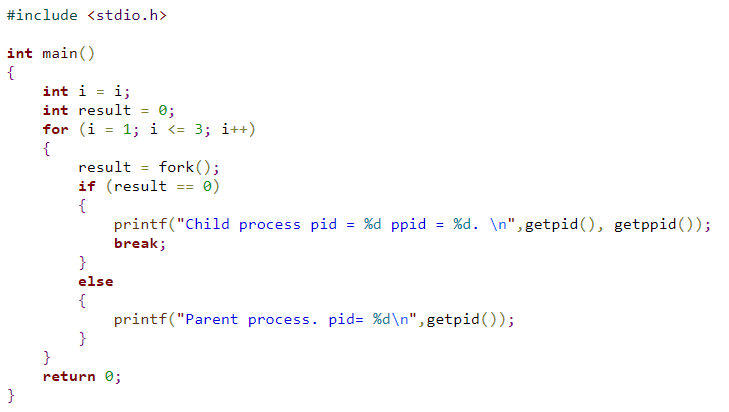 #include <stdio.h>

int main()
{
    int i = i;
    int result = 0;
    for (i = 1; i <= 3; i++)
    {
        result = fork();
        if (result == 0)
        {
            printf("Child process pid = %d ppid = %d. \n",getpid(), getppid());
            break;
        }
        else
        {
            printf("Parent process. pid= %d\n",getpid());
        }
    }
    return 0;
}